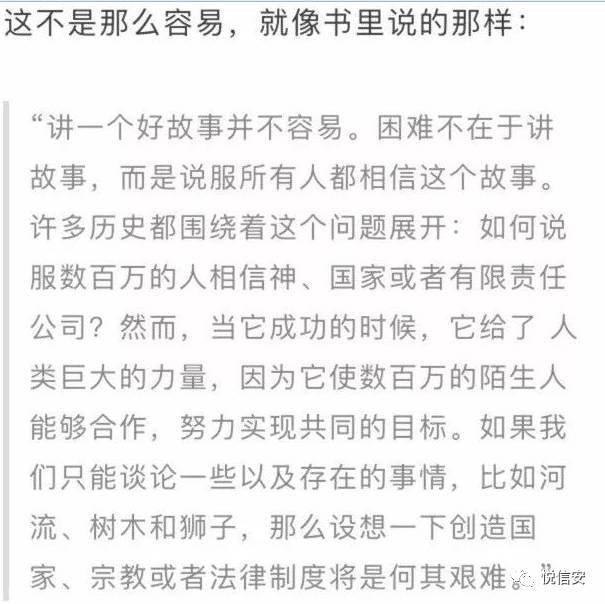 这不是那么容易，就像书里说的那样：
“讲一个好故事并不容易。困难不在于讲
故事，而是说服所有人都相信这个故事。
许多历史都围绕着这个问题展开：如何说
服数百万的人相信神、国家或者有限责任
公司？然而，当它成功的时候，它给了 人
类巨大的力量，因为它使数百万的陌生人
能够合作，努力实现共同的目标。如果我
们只能谈论一些以及存在的事情，比如河
流、树木和狮子，那么设想一下创造国
家、宗教或者法律制度将是何其艰难。”
悦信安